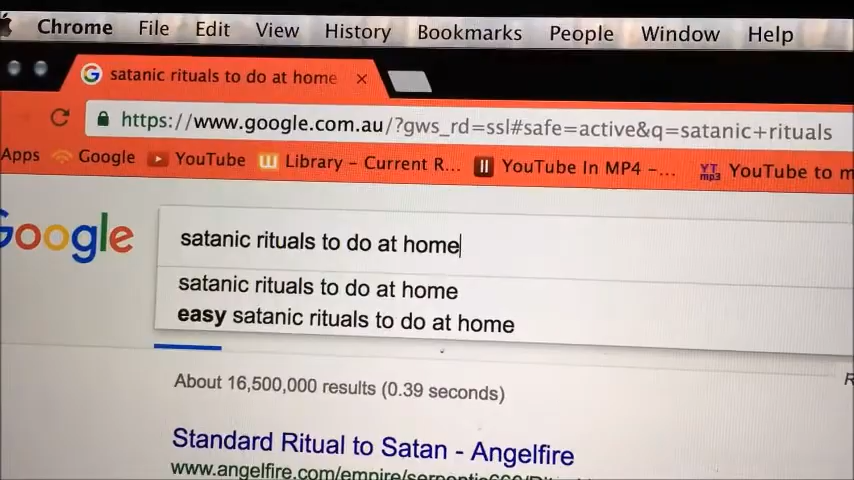 Chrome File Edit View History Bookmarks People Window Help
satanic rituals to do at home
https://www.google.com.au/?gws_rd=ssl#safe=active&q=satanic+rituals
Apps Google YouTube Library - Current R... YouTube In MP4 -... YT mp3 YouTube to m
Google
satanic rituals to do at home
satanic rituals to do at home
easy satanic rituals to do at home
About 16,500,000 results (0.39 seconds)
Standard Ritual to Satan - Angelfire
www.angelfire.com/empire/